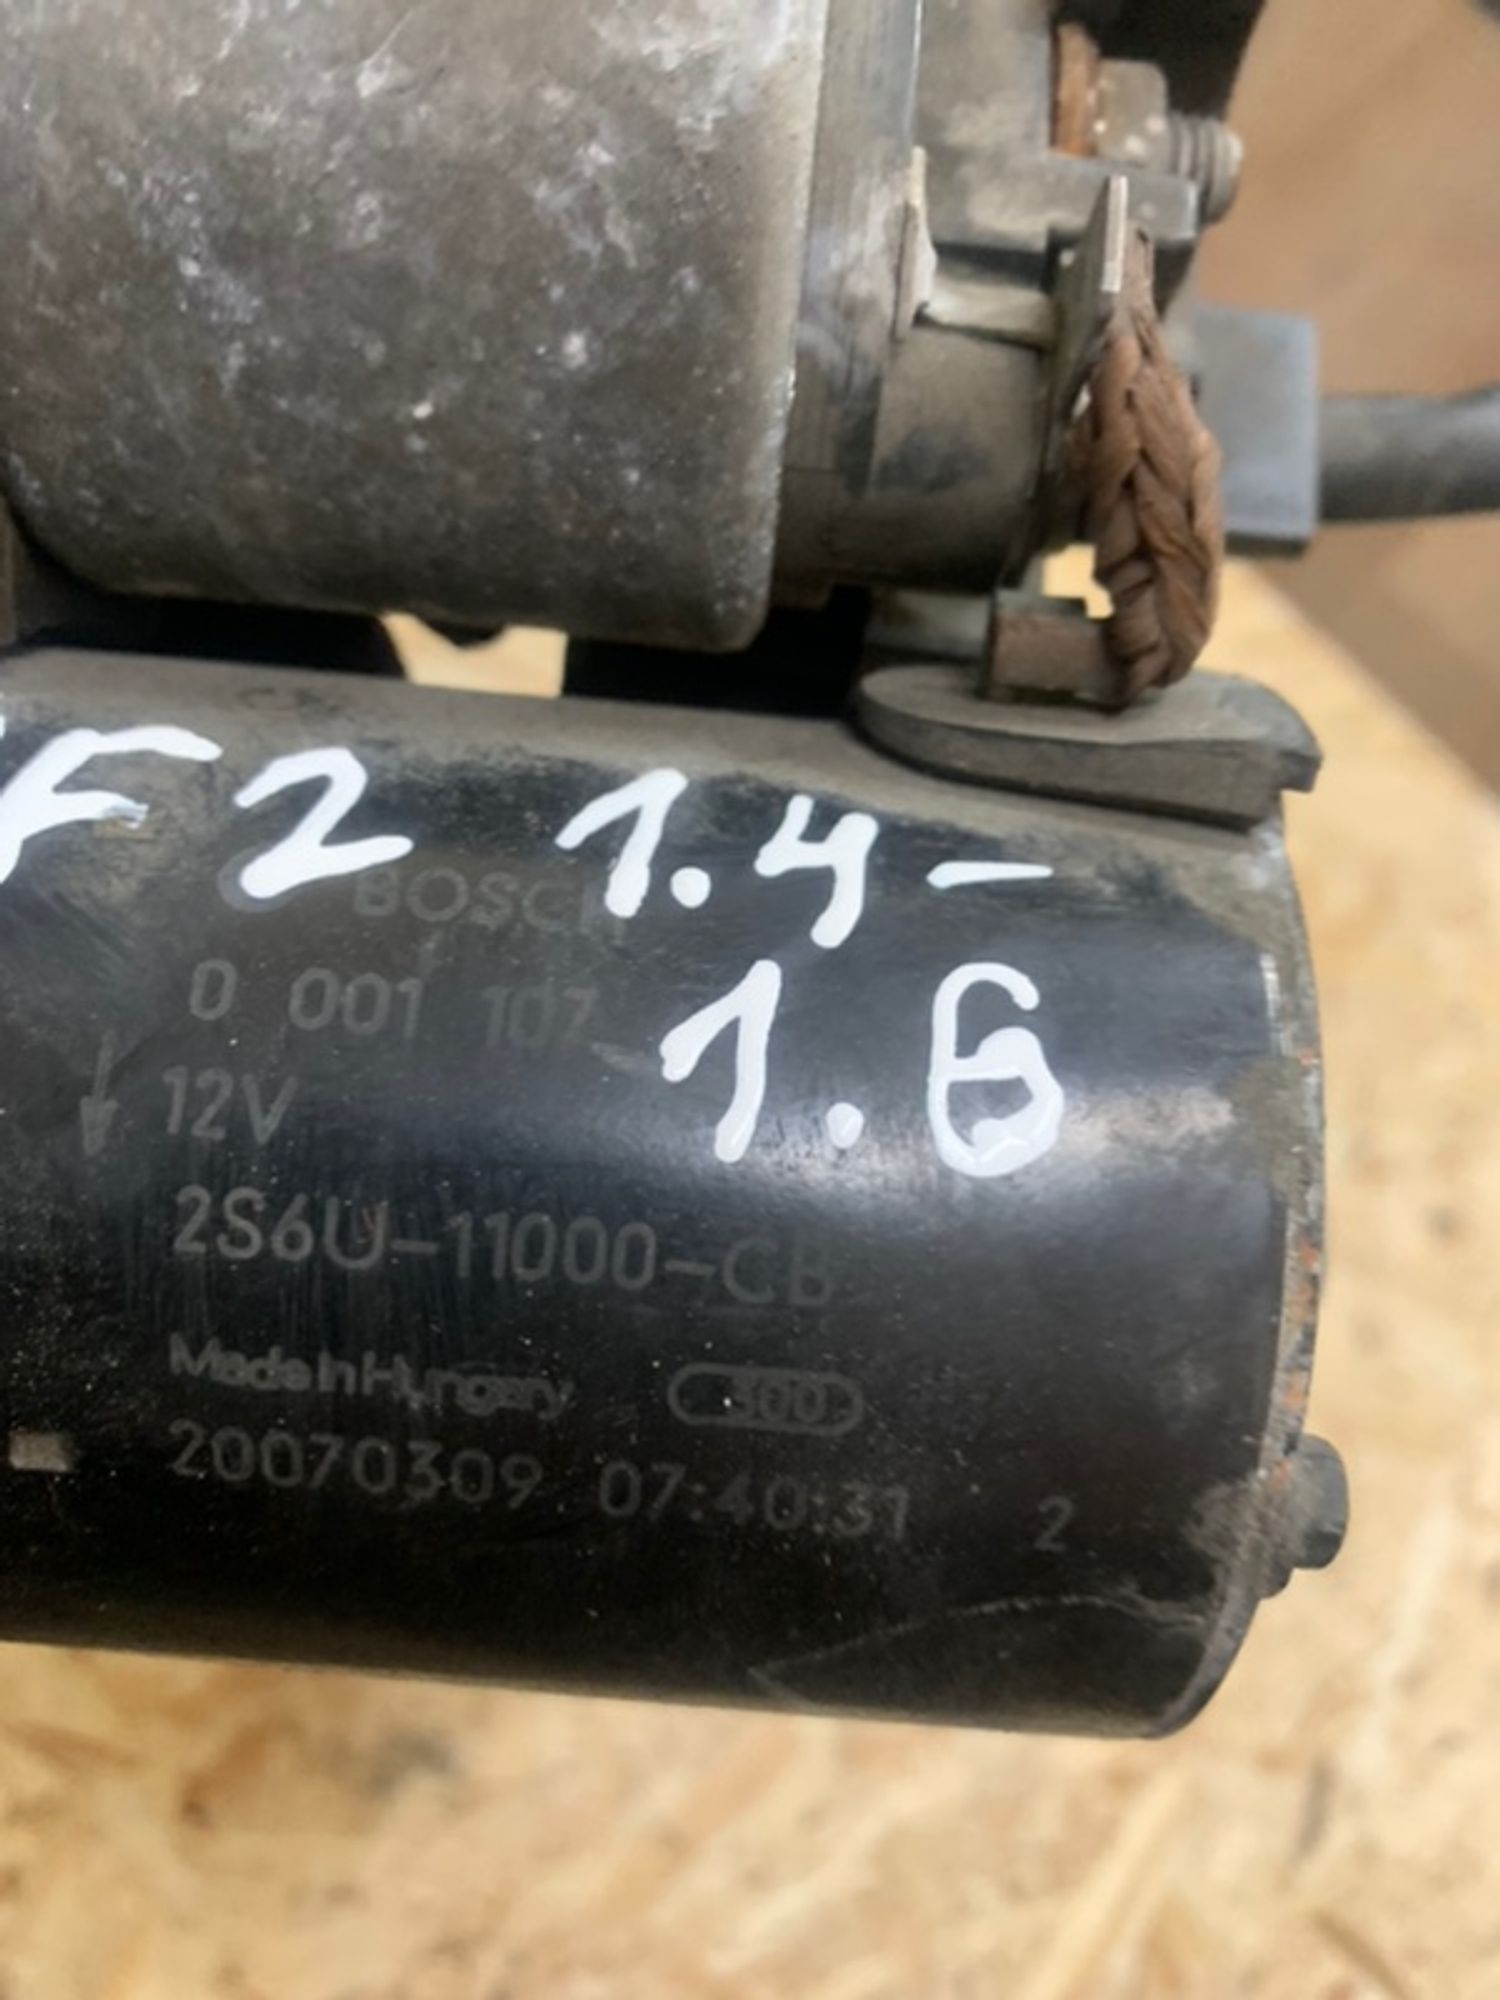 F2 1.4-
1.6
BOSCH
0 001 107
12V
2S6U-11000-CB
Made in Hungary 300
20070309 07:40:31 2